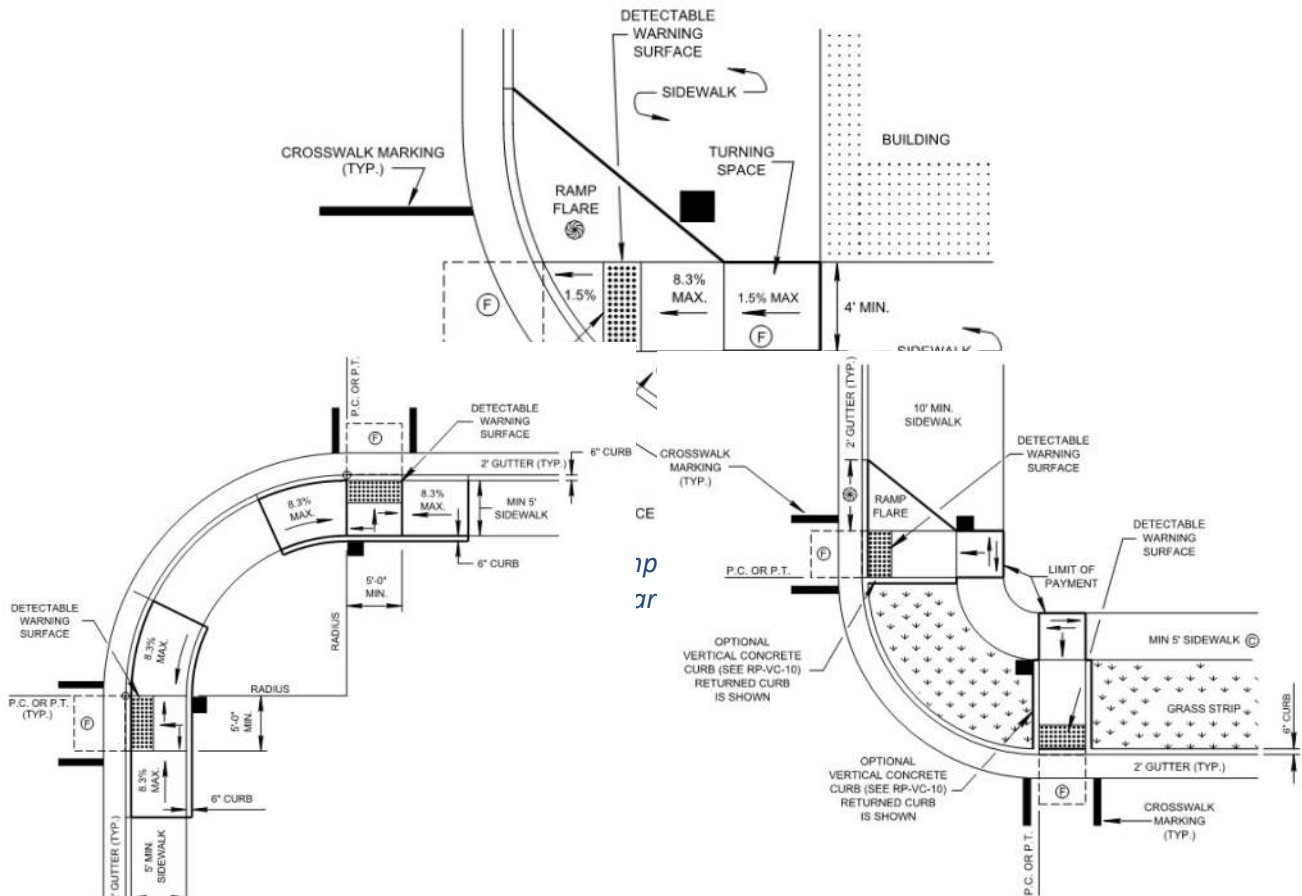 DETECTABLE
WARNING
SURFACE
SIDEWALK
BUILDING
CROSSWALK MARKING
(TYP.)
TURNING
SPACE
RAMP
FLARE
F
1.5%
8.3%
MAX.
1.5% MAX
F
4' MIN.
SIDEWALK
P.C. OR P.T.
DETECTABLE
WARNING
SURFACE
F
6" CURB
2' GUTTER (TYP.)
8.3%
MAX.
8.3%
MAX.
MIN 5'
SIDEWALK
6" CURB
5'-0"
MIN.
RADIUS
DETECTABLE
WARNING
SURFACE
8.3%
MAX.
RADIUS
P.C. OR P.T.
(TYP.)
F
5'-0"
MIN.
8.3%
MAX.
6" CURB
GUTTER (TYP.)
5' MIN.
SIDEWALK
CE
np
ar
2' GUTTER (TYP.)
10' MIN.
SIDEWALK
CROSSWALK
MARKING
(TYP.)
DETECTABLE
WARNING
SURFACE
RAMP
FLARE
DETECTABLE
WARNING
SURFACE
F
P.C. OR P.T.
LIMIT OF
PAYMENT
OPTIONAL
VERTICAL CONCRETE
CURB (SEE RP-VC-10)
RETURNED CURB
IS SHOWN
MIN 5' SIDEWALK C
GRASS STRIP
6" CURB
OPTIONAL
VERTICAL CONCRETE
CURB (SEE RP-VC-10)
RETURNED CURB
IS SHOWN
2' GUTTER (TYP.)
F
CROSSWALK
MARKING
(TYP.)
P.C. OR P.T.